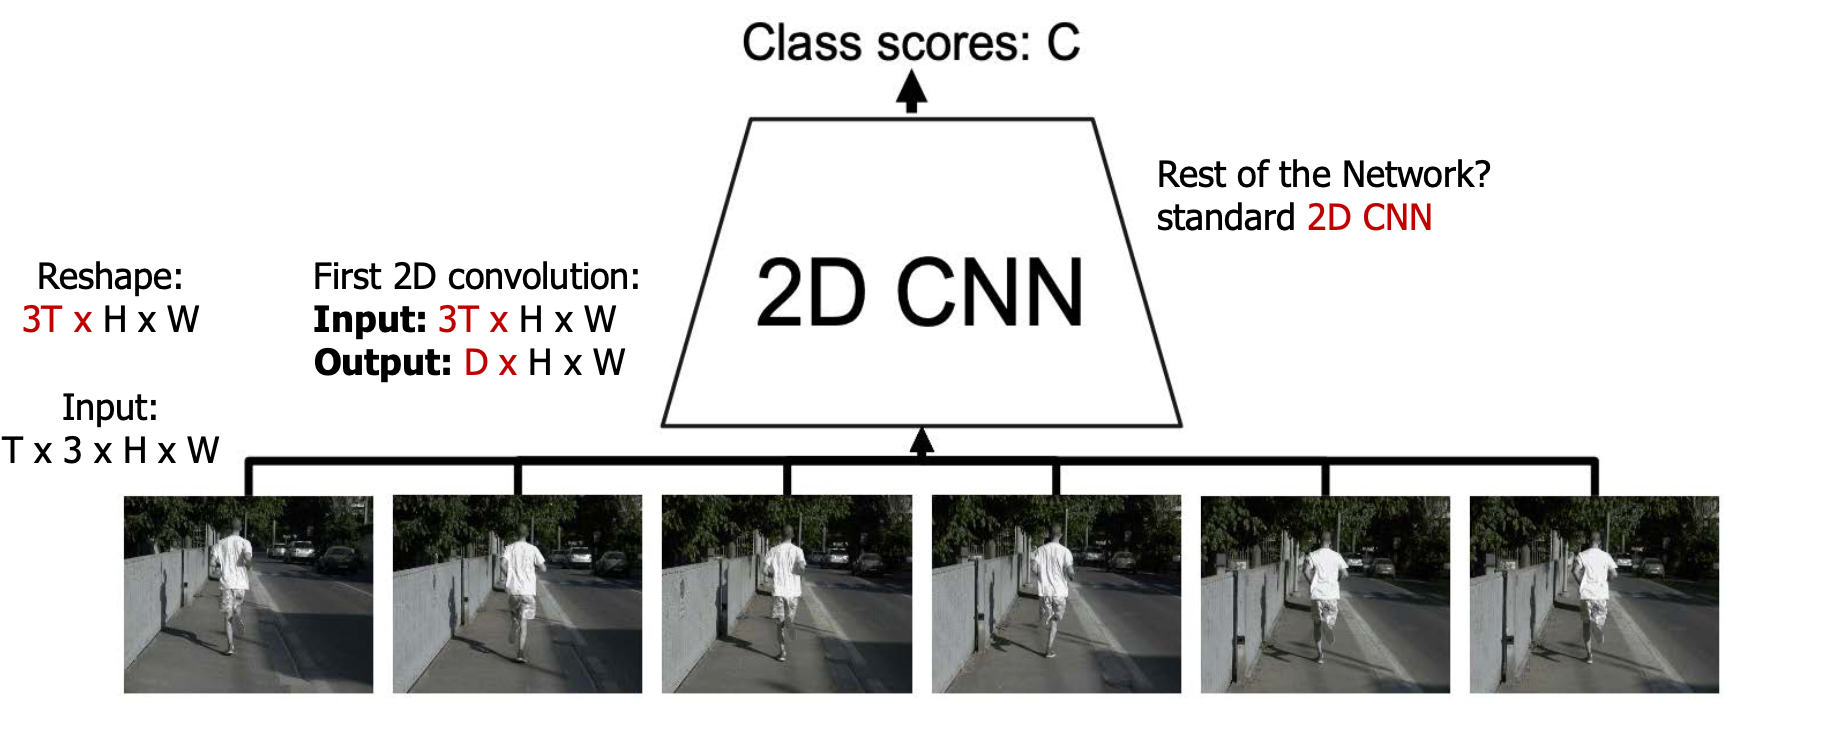 Class scores: C
Rest of the Network?
standard 2D CNN
2D CNN
Reshape:
3T x H x W
First 2D convolution:
Input: 3T x H x W
Output: D x H x W
Input:
T x 3 x H x W